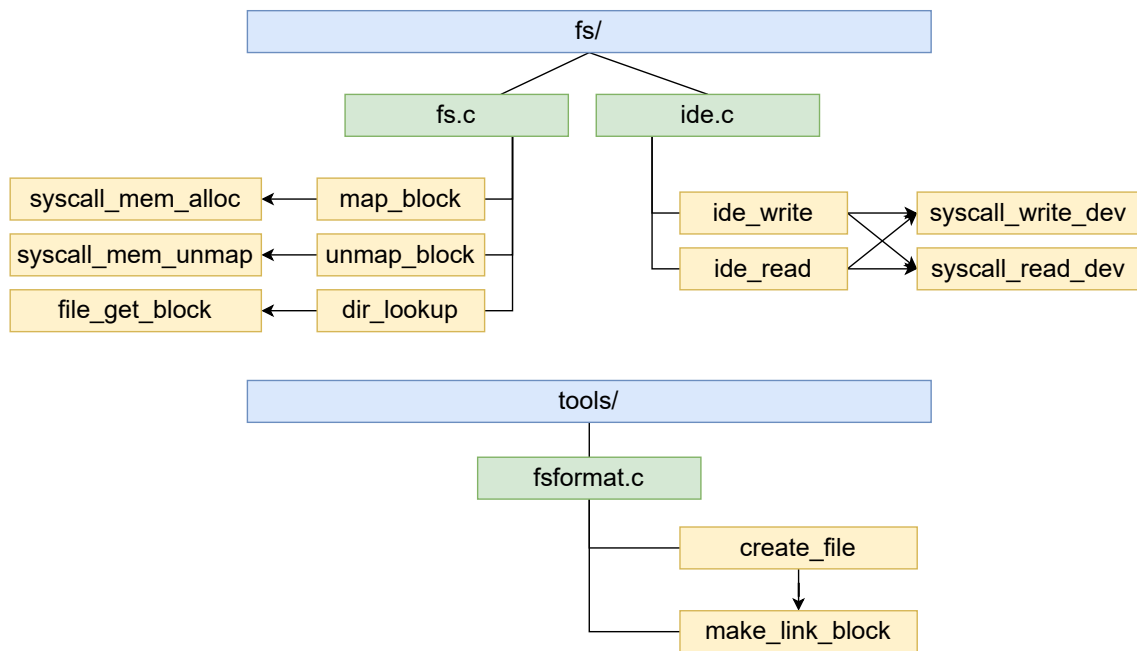 fs/
fs.c
ide.c
syscall_mem_alloc
map_block
ide_write
syscall_write_dev
syscall_mem_unmap
unmap_block
ide_read
syscall_read_dev
file_get_block
dir_lookup
tools/
fsformat.c
create_file
make_link_block